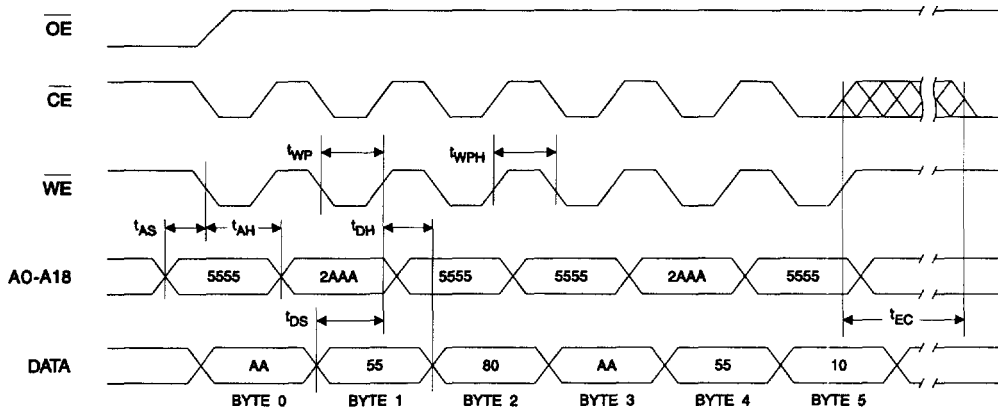 OE
CE
tWP
tWPH
WE
tAS
tAH
tDH
A0-A18
5555
2AAA
5555
5555
2AAA
5555
tDS
tEC
DATA
AA
55
80
AA
55
10
BYTE 0
BYTE 1
BYTE 2
BYTE 3
BYTE 4
BYTE 5